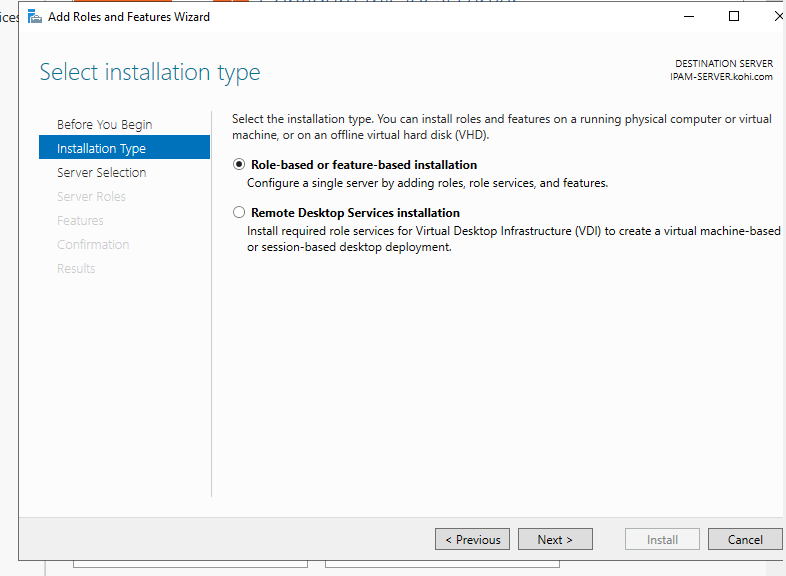 Add Roles and Features Wizard
Select installation type
DESTINATION SERVER
IPAM-SERVER.kohi.com
Before You Begin
Installation Type
Server Selection
Server Roles
Features
Confirmation
Results
Select the installation type. You can install roles and features on a running physical computer or virtual
machine, or on an offline virtual hard disk (VHD).
Role-based or feature-based installation
Configure a single server by adding roles, role services, and features.
Remote Desktop Services installation
Install required role services for Virtual Desktop Infrastructure (VDI) to create a virtual machine-based
or session-based desktop deployment.
< Previous
Next >
Install
Cancel